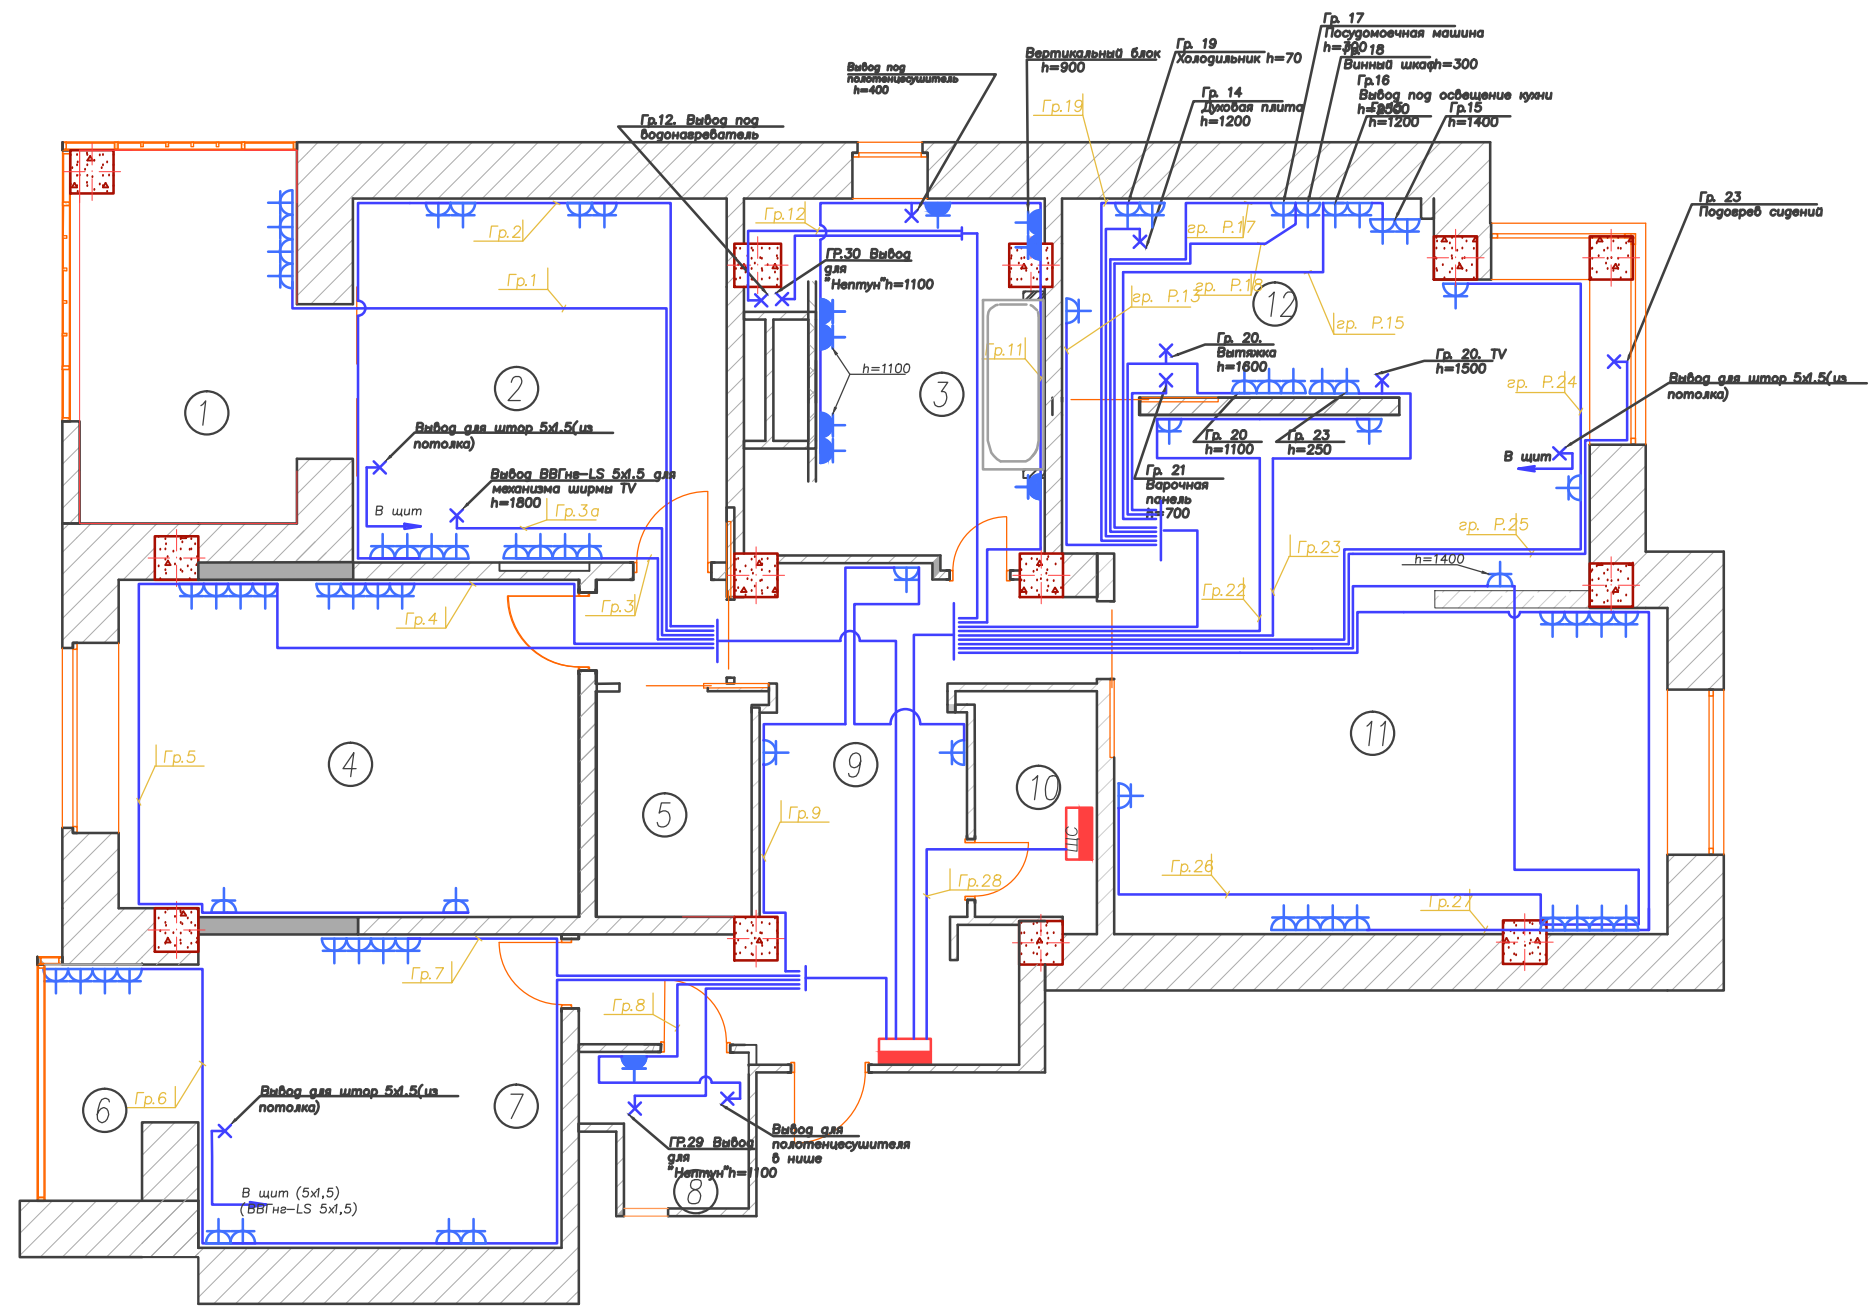 Гр. 17
Посудомоечная машина
h=300
Гр. 18
Винный шкаф h=300
Гр.16
Вывод под освещение кухни
h=2500
h=1200
Гр.15
h=1400
Гр. 19
Холодильник h=70
Гр. 14
Духовая плита
h=1200
Вертикальный блок
h=900
Вывод под
полотенцесушитель
h=400
Гр.12. Вывод под
водонагреватель
Гр.19
Гр. 23
Подогрев сидений
Гр.2
Гр.12
гр. Р.17
ГР.30 Вывод
для
"Нептун"h=1100
Гр.1
гр. Р.13
гр. Р.18
12
гр. Р.15
Гр.11
Гр. 20.
Вытяжка
h=1600
Гр. 20. TV
h=1500
h=1100
гр. Р.24
Вывод для штор 5х1.5(из
потолка)
1
2
3
Вывод для штор 5х1.5(из
потолка)
Гр. 20
h=1100
Гр. 23
h=250
В щит
Вывод ВВГнг-LS 5х1.5 для
механизма ширмы TV
h=1800
Гр. 21
Варочная
панель
h=700
В щит
Гр.3а
гр. Р.25
Гр.23
h=1400
Гр.4
Гр.3
Гр.22
Гр.5
4
5
9
10
11
Гр.9
ЩС
Гр.28
Гр.26
Гр.27
Гр.7
Гр.8
6
Гр.6
Вывод для штор 5х1.5(из
потолка)
7
ГР.29 Вывод
для
"Нептун"h=1100
Вывод для
полотенцесушителя
в нише
8
В щит (5х1,5)
(ВВГнг-LS 5х1,5)